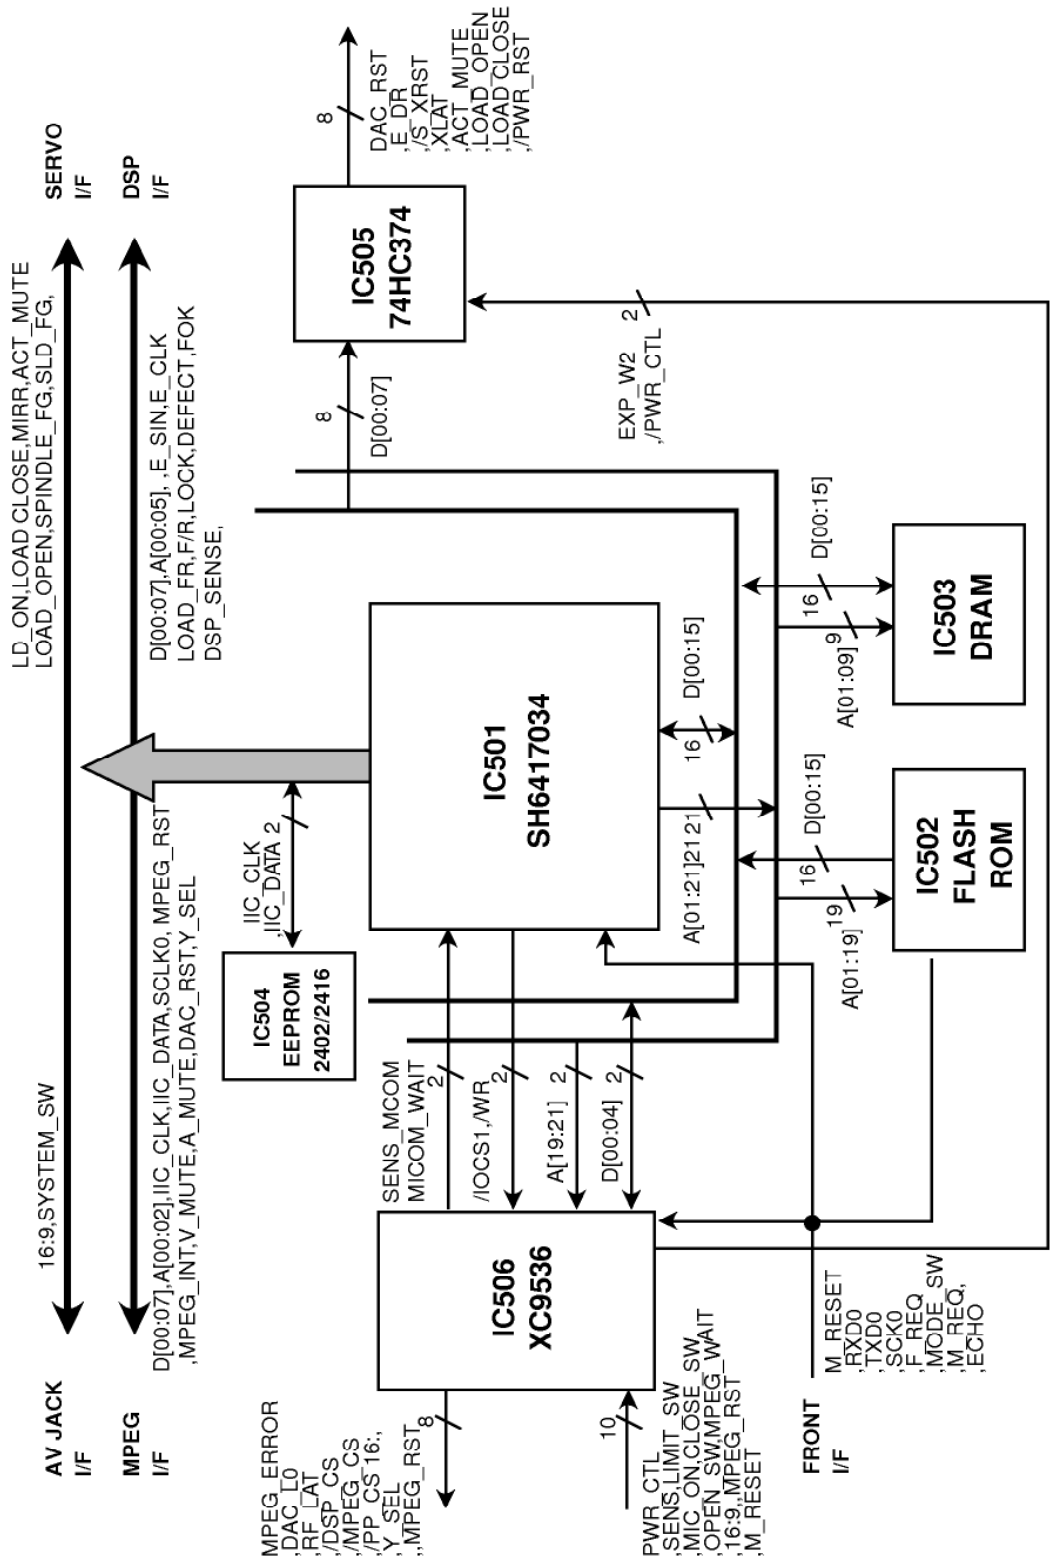 LD_ON,LOAD CLOSE,MIRR,ACT_MUTE
LOAD_OPEN,SPINDLE_FG,SLD_FG,
16:9,SYSTEM_SW
AV JACK
I/F
SERVO
I/F
MPEG
I/F
DSP
I/F
D[00:07],A[00:02],IIC_CLK,IIC_DATA,SCLK0, MPEG_RST
,MPEG_INT,V_MUTE,A_MUTE,DAC_RST,Y_SEL
D[00:07],A[00:05], ,E_SIN,E_CLK
LOAD_FR,F/R,LOCK,DEFECT,FOK
DSP_SENSE,
IC504
EEPROM
2402/2416
IIC_CLK
,IIC_DATA 2
IC505
74HC374
8
D[00:07]
8
DAC_RST
,E_DR
,/S_XRST
,XLAT
,ACT_MUTE
,LOAD_OPEN
,LOAD_CLOSE
,/PWR_RST
MPEG_ERROR
,DAC_L0
,RF_LAT
,/DSP_CS
,/MPEG_CS
,/PP_CS 16:,
,Y_SEL
,,MPEG_RST
8
IC506
XC9536
SENS_MCOM
MICOM_WAIT
2
/IOCS1,/WR
2
A[19:21]
2
D[00:04]
2
IC501
SH6417034
A[01:21]21
21
16
D[00:15]
EXP_W2
,/PWR_CTL
2
10
PWR_CTL
,SENS,LIMIT_SW
,MIC_ON,CLOSE_SW
,OPEN_SW,MPEG_WAIT
,16:9,,MPEG_RST
,M_RESET
FRONT
I/F
M_RESET
,RXD0
,TXD0
,SCK0
,F_REQ
,MODE_SW
,M_REQ,
,ECHO
A[01:19]
19
16
D[00:15]
IC502
FLASH
ROM
A[01:09]
9
16
D[00:15]
IC503
DRAM